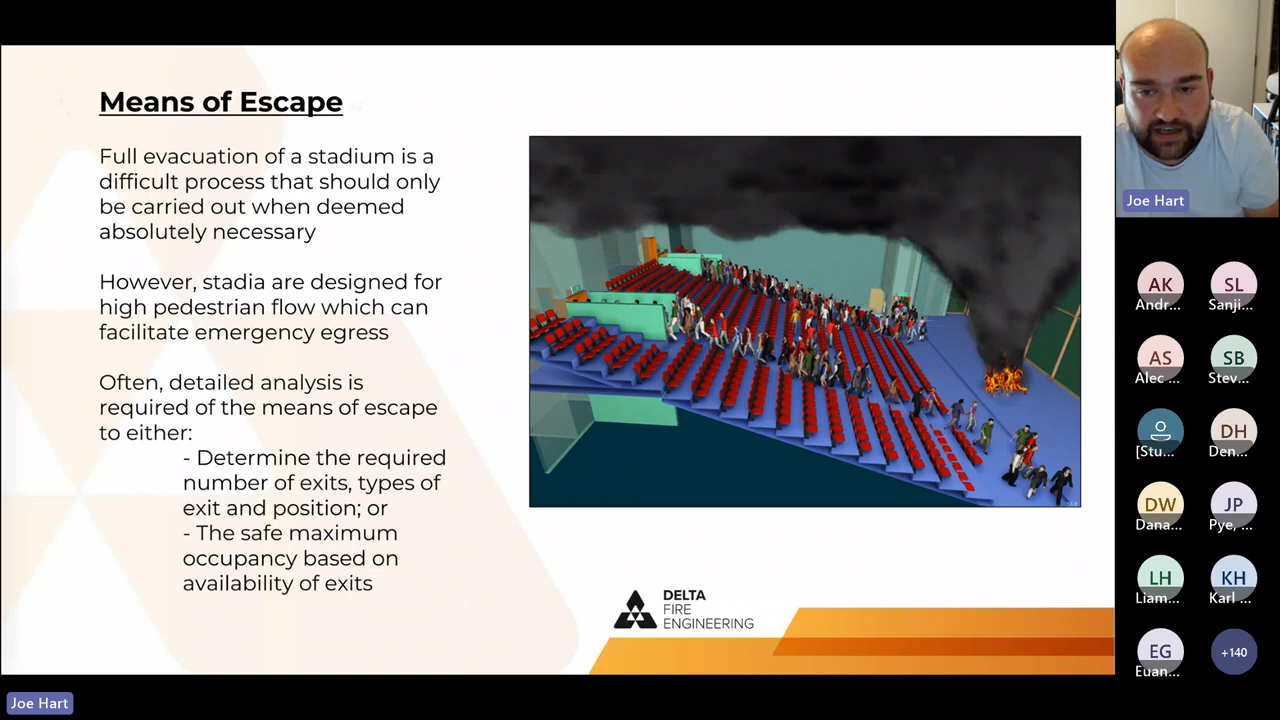 Means of Escape
Full evacuation of a stadium is a
difficult process that should only
be carried out when deemed
absolutely necessary
However, stadia are designed for
high pedestrian flow which can
facilitate emergency egress
Often, detailed analysis is
required of the means of escape
to either:
- Determine the required
number of exits, types of
exit and position; or
- The safe maximum
occupancy based on
availability of exits
DELTA
FIRE
ENGINEERING
Joe Hart
Joe Hart
AK SL
Andr... Sanji...
AS SB
Alec ... Stev...
DH
[Stu... Den...
DW JP
Dana... Pye, ...
LH KH
Liam... Karl ...
EG +140
Euan...